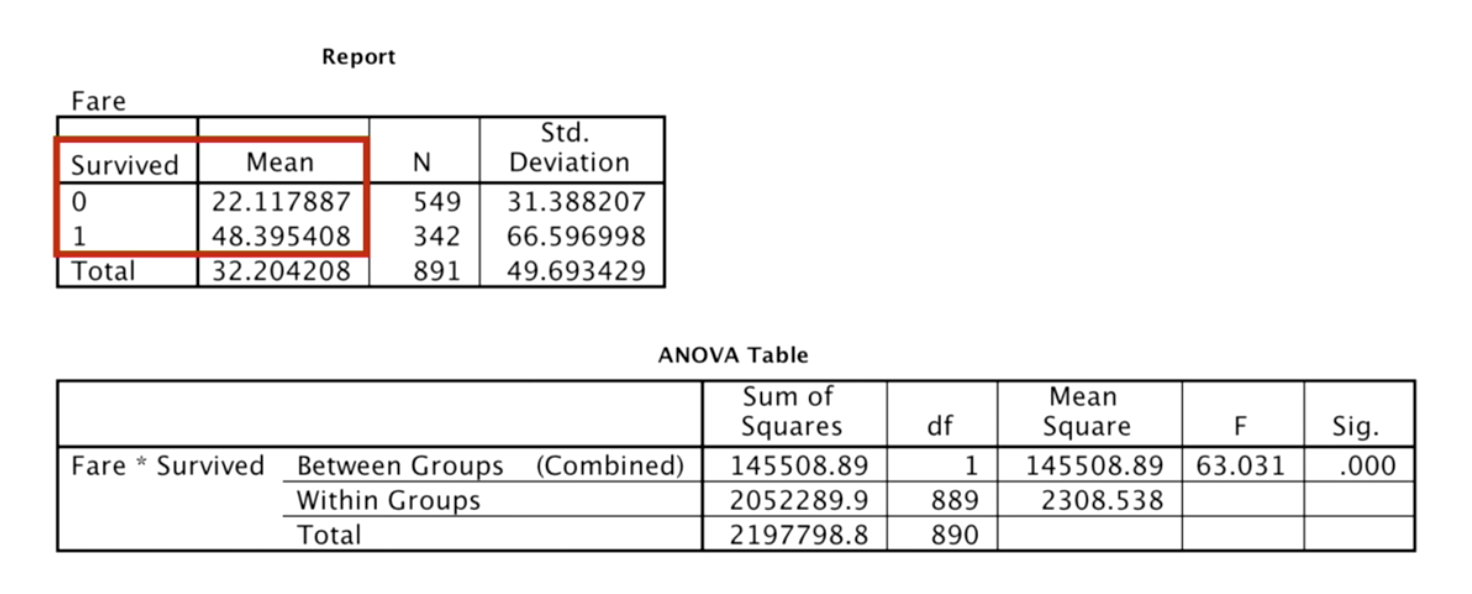 Report
Fare
Survived Mean N Std. Deviation
0 22.117887 549 31.388207
1 48.395408 342 66.596998
Total 32.204208 891 49.693429
ANOVA Table
Sum of Squares df Mean Square F Sig.
Fare * Survived Between Groups (Combined) 145508.89 1 145508.89 63.031 .000
Within Groups 2052289.9 889 2308.538
Total 2197798.8 890